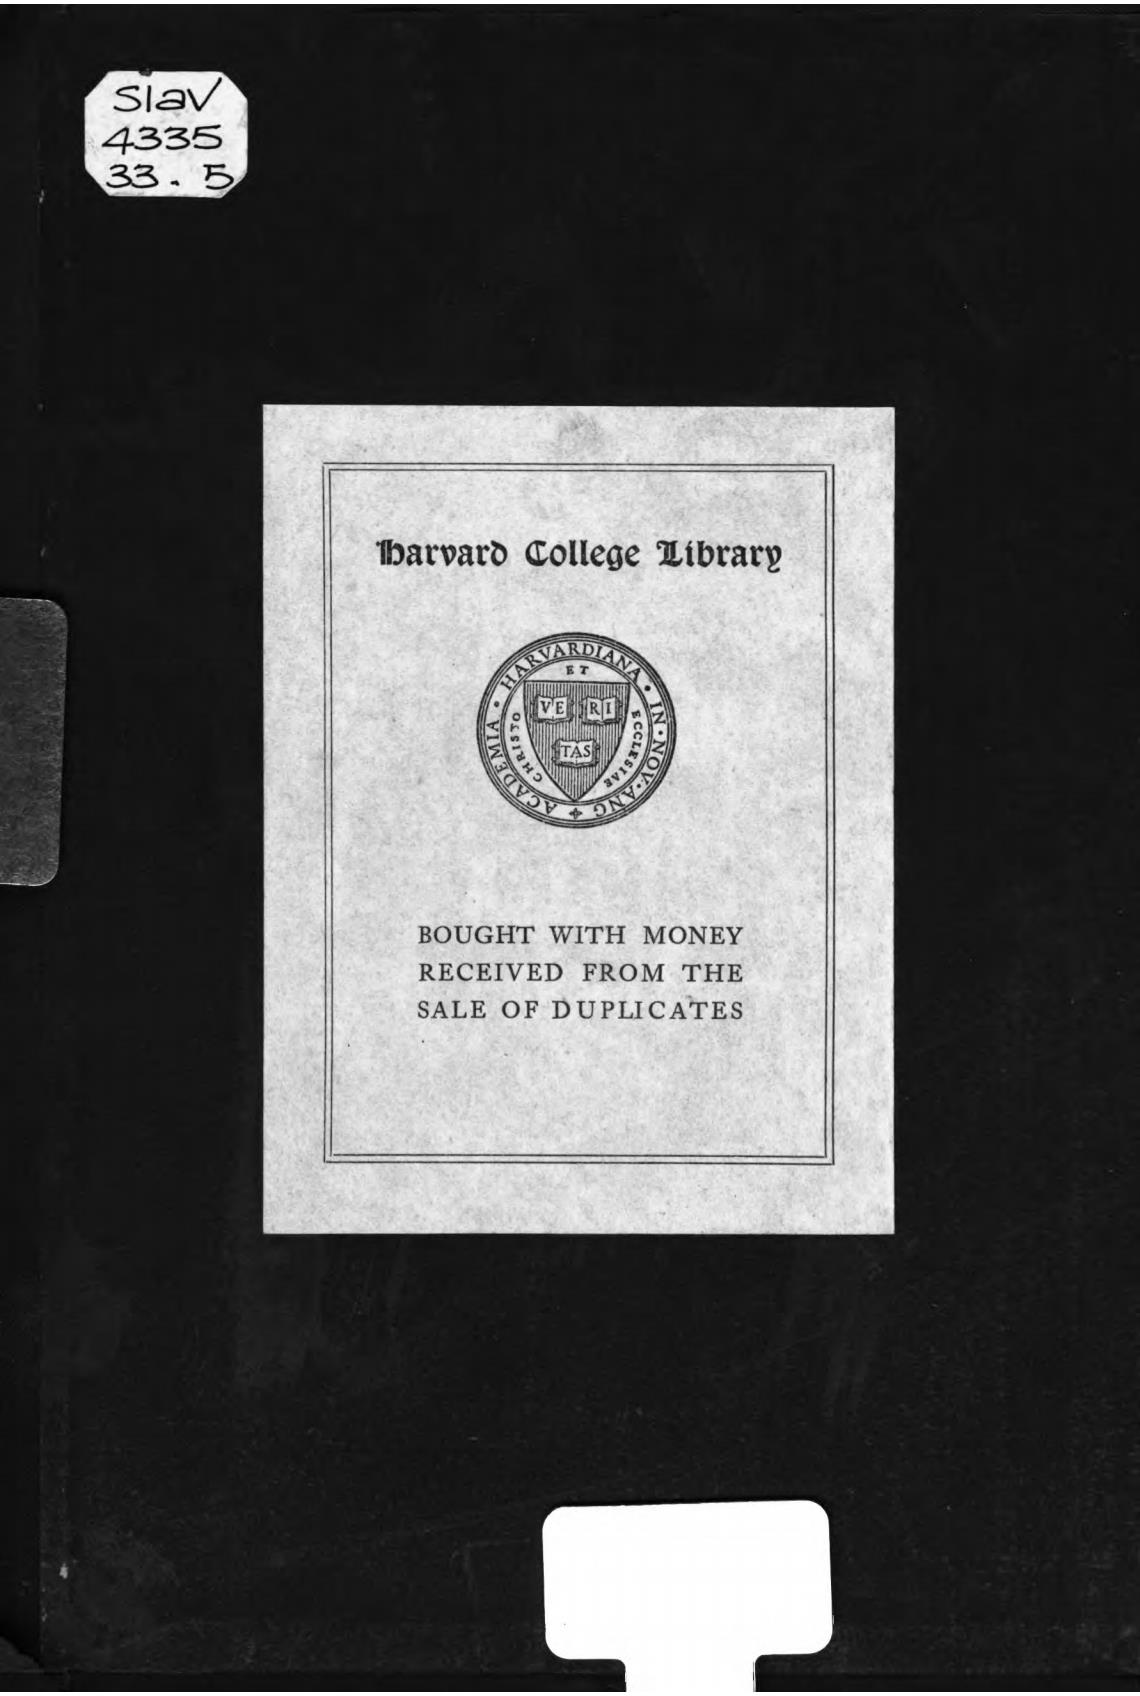 Slav
4335
33. 5
Harvard College Library
ACADEMIA · HARVARDIANA · IN · NOV · ANG
CHRISTO ET ECCLESIAE
VE RI
TAS
BOUGHT WITH MONEY
RECEIVED FROM THE
SALE OF DUPLICATES